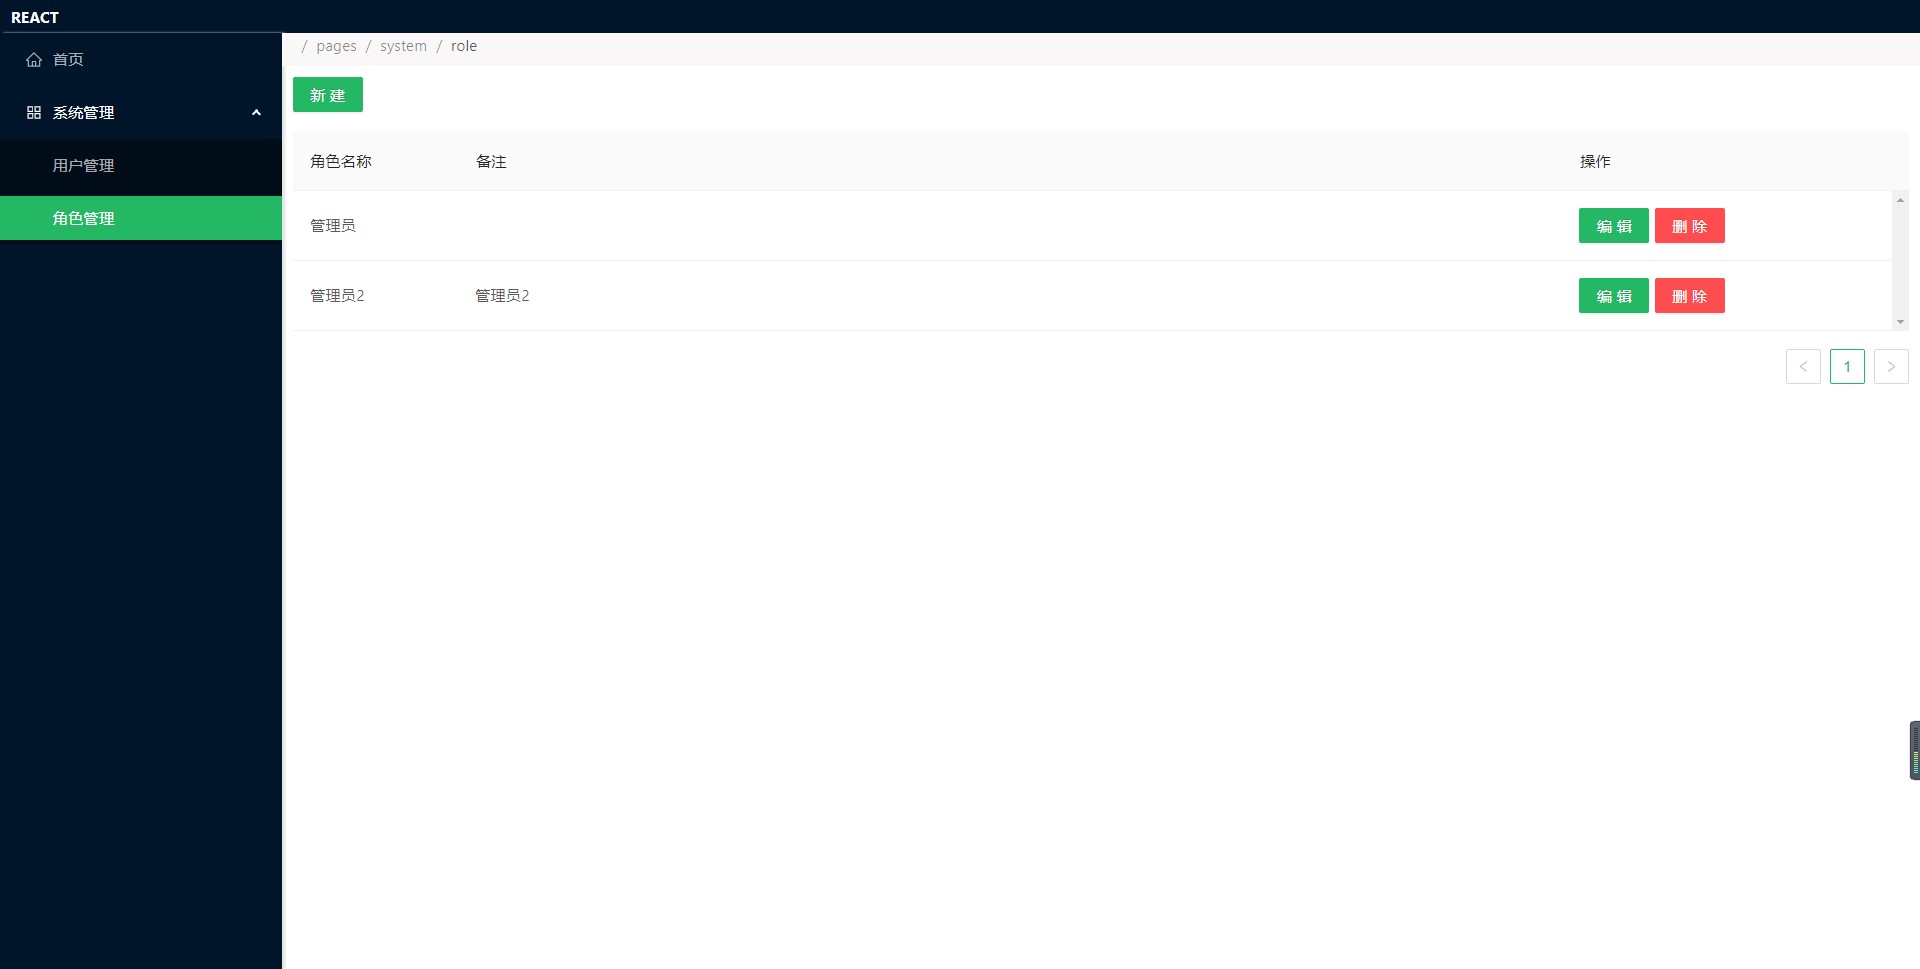 REACT
首页
系统管理
用户管理
角色管理
/ pages / system / role
新 建
角色名称 备注 操作
管理员 编 辑 删 除
管理员2 管理员2 编 辑 删 除
< 1 >